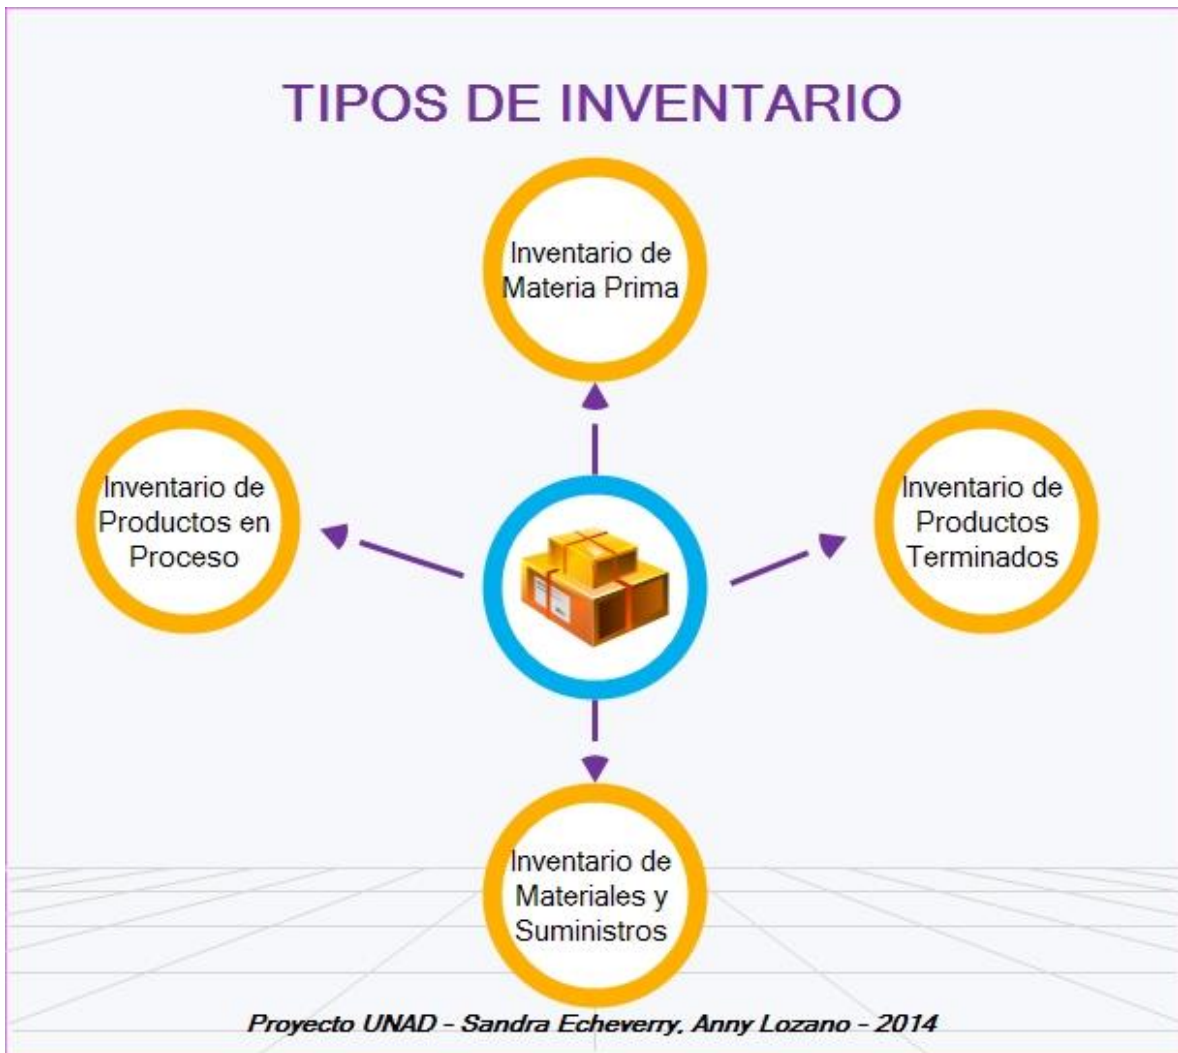 TIPOS DE INVENTARIO
Inventario de
Materia Prima
Inventario de
Productos en
Proceso
Inventario de
Productos
Terminados
Inventario de
Materiales y
Suministros
Proyecto UNAD - Sandra Echeverry, Anny Lozano - 2014